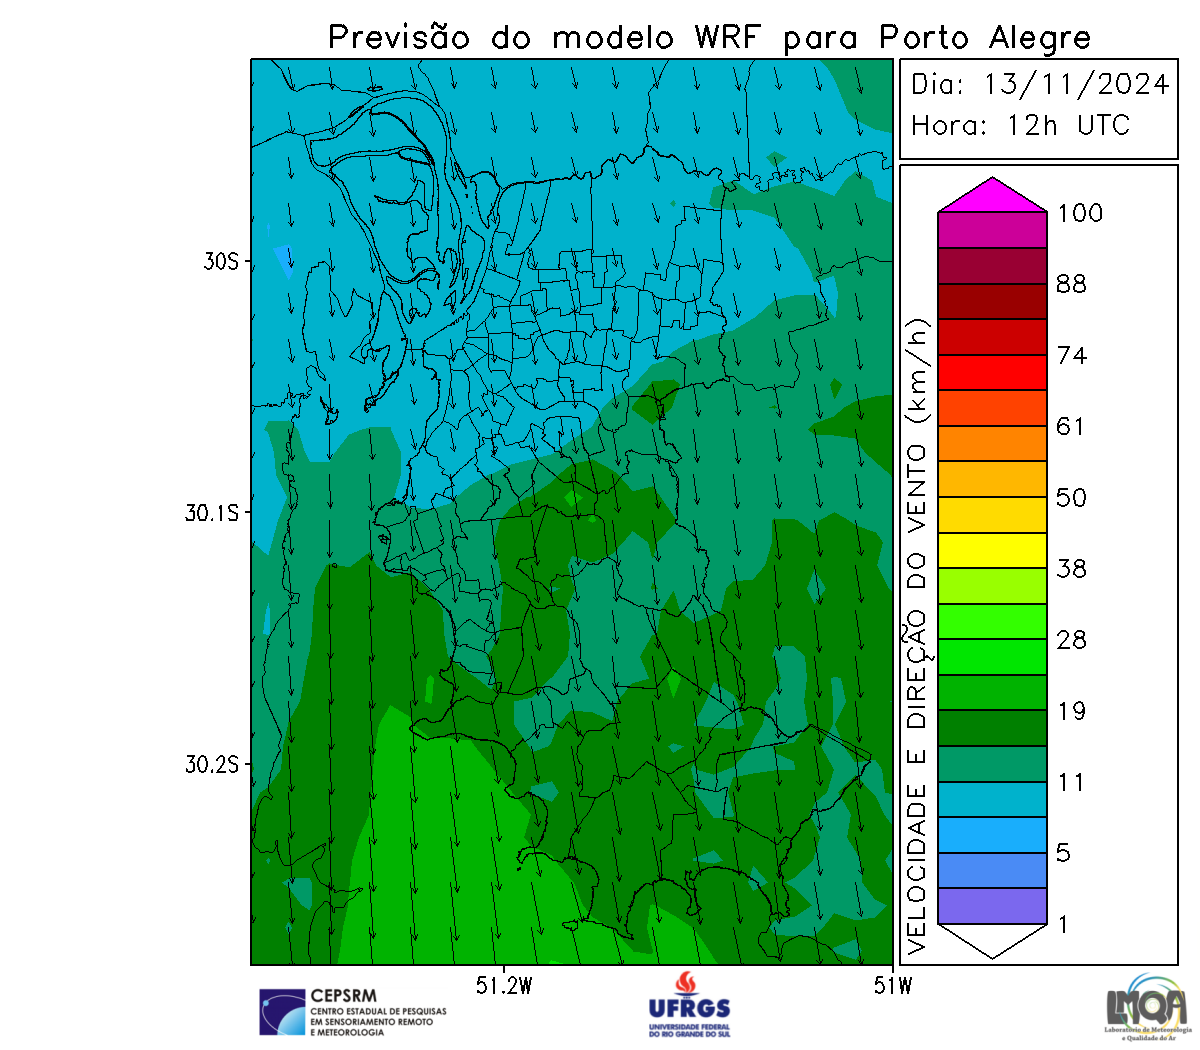 Previsão do modelo WRF para Porto Alegre
Dia: 13/11/2024
Hora: 12h UTC
30S
30.1S
30.2S
51.2W
51W
VELOCIDADE E DIREÇÃO DO VENTO (km/h)
100
88
74
61
50
38
28
19
11
5
1
CEPSRM
CENTRO ESTADUAL DE PESQUISAS
EM SENSORIAMENTO REMOTO
E METEOROLOGIA
UFRGS
UNIVERSIDADE FEDERAL
DO RIO GRANDE DO SUL
LMQA
Laboratório de Meteorologia
e Qualidade do Ar